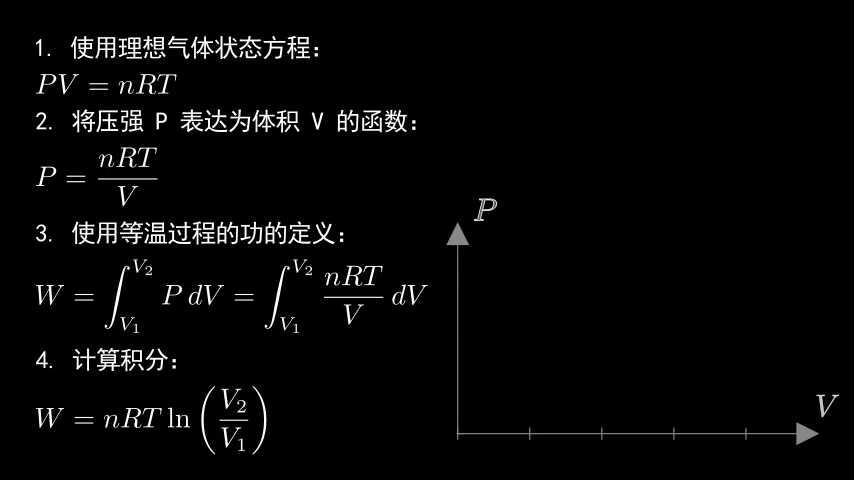 1. 使用理想气体状态方程：
PV = nRT
2. 将压强 P 表达为体积 V 的函数：
P = \frac{nRT}{V}
3. 使用等温过程的功的定义：
W = \int_{V_1}^{V_2} P dV = \int_{V_1}^{V_2} \frac{nRT}{V} dV
4. 计算积分：
W = nRT \ln \left( \frac{V_2}{V_1} \right)
ℙ
V